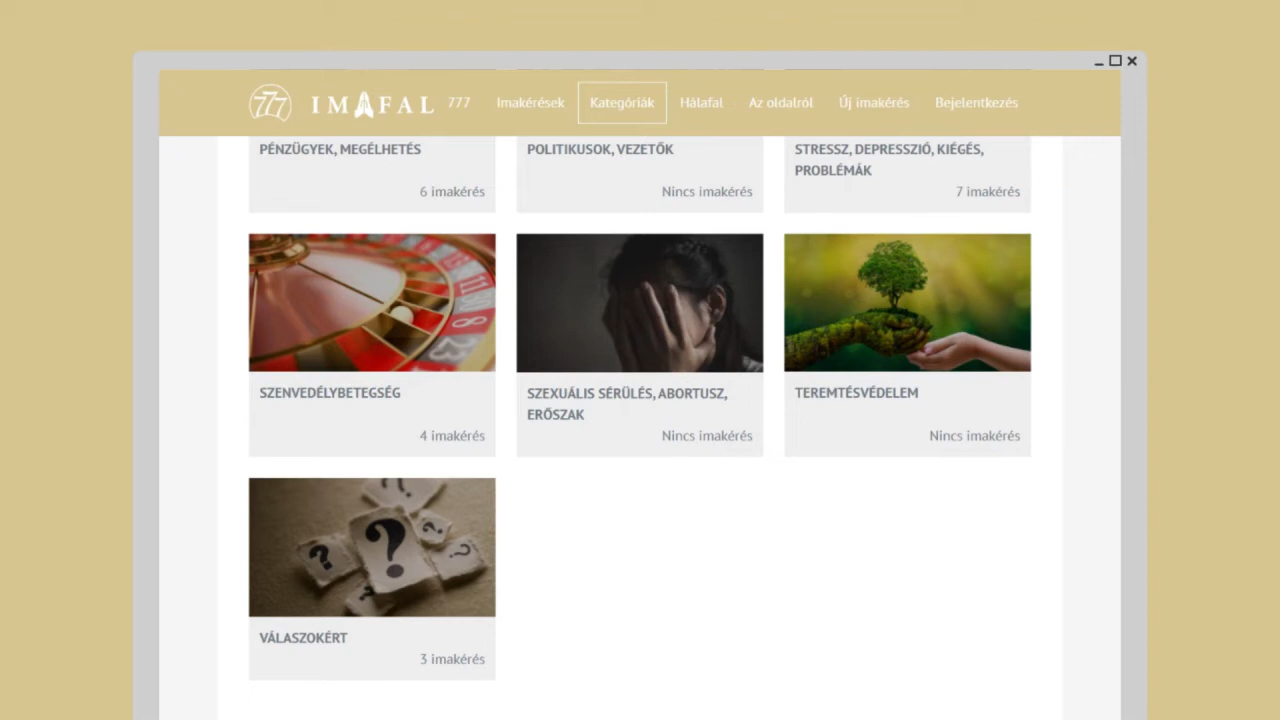 777 IMAFAL 777 Imakérések Kategóriák Hálafal Az oldalról Új imakérés Bejelentkezés
PÉNZÜGYEK, MEGÉLHETÉS
6 imakérés
POLITIKUSOK, VEZETŐK
Nincs imakérés
STRESSZ, DEPRESSZIÓ, KIÉGÉS,
PROBLÉMÁK
7 imakérés
SZENVEDÉLYBETEGSÉG
4 imakérés
SZEXUÁLIS SÉRÜLÉS, ABORTUSZ,
ERŐSZAK
Nincs imakérés
TEREMTÉSVÉDELEM
Nincs imakérés
VÁLASZOKÉRT
3 imakérés